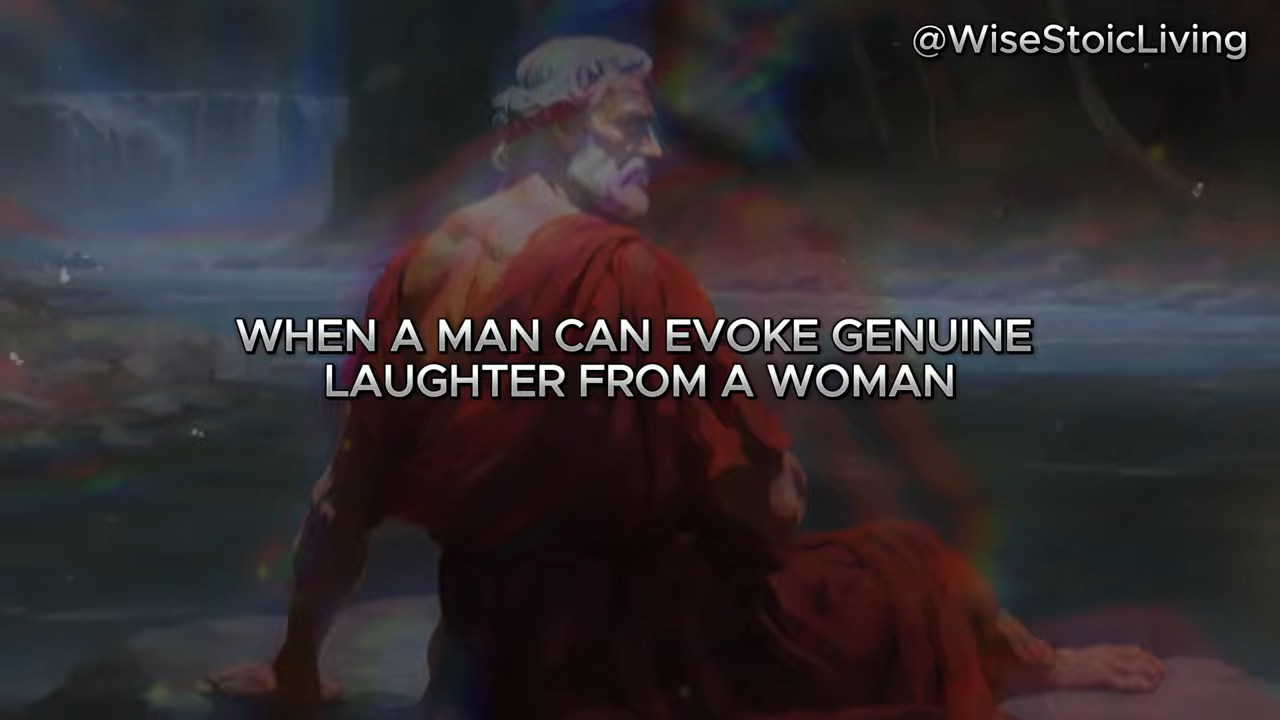 @WiseStoicLiving
WHEN A MAN CAN EVOKE GENUINE
LAUGHTER FROM A WOMAN